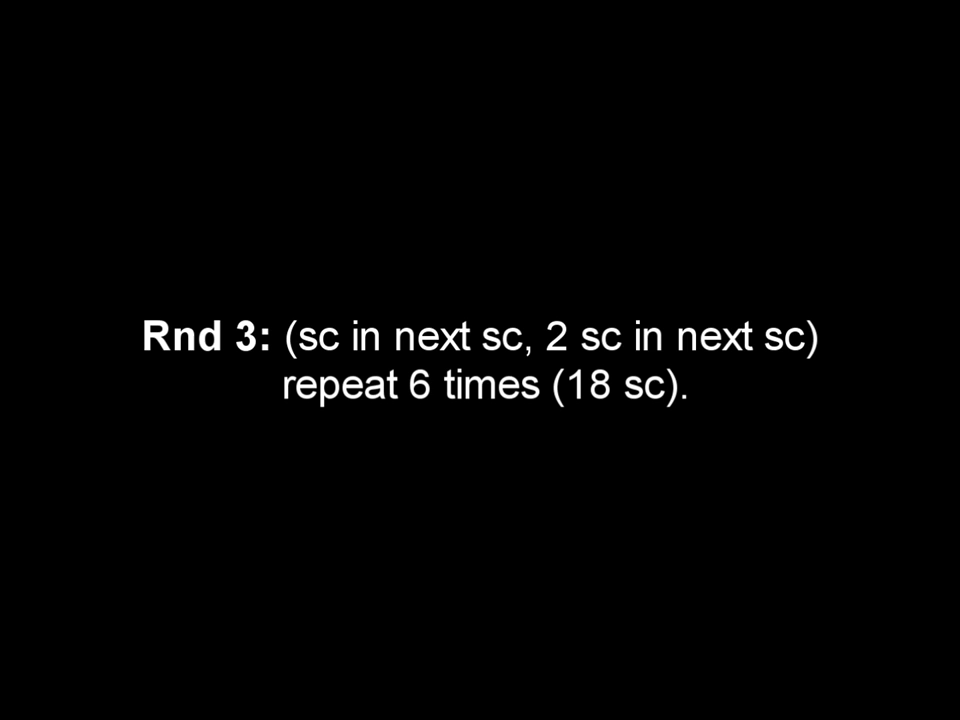 Rnd 3: (sc in next sc, 2 sc in next sc)
repeat 6 times (18 sc).